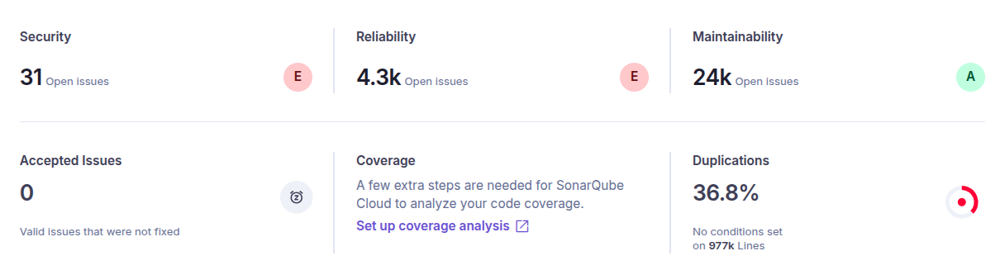 Security
31 Open issues
E
Reliability
4.3k Open issues
E
Maintainability
24k Open issues
A
Accepted Issues
0
Valid issues that were not fixed
Coverage
A few extra steps are needed for SonarQube
Cloud to analyze your code coverage.
Set up coverage analysis
Duplications
36.8%
No conditions set
on 977k Lines